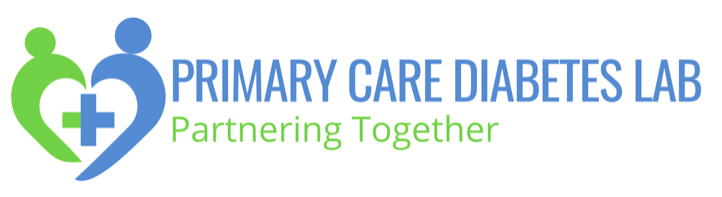 PRIMARY CARE DIABETES LAB
Partnering Together